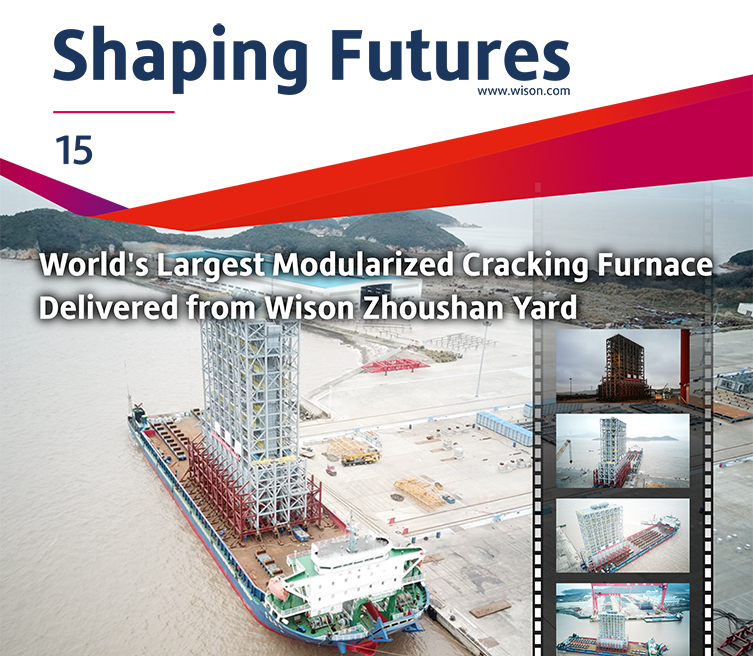 Shaping Futures
www.wison.com
15
World's Largest Modularized Cracking Furnace
Delivered from Wison Zhoushan Yard